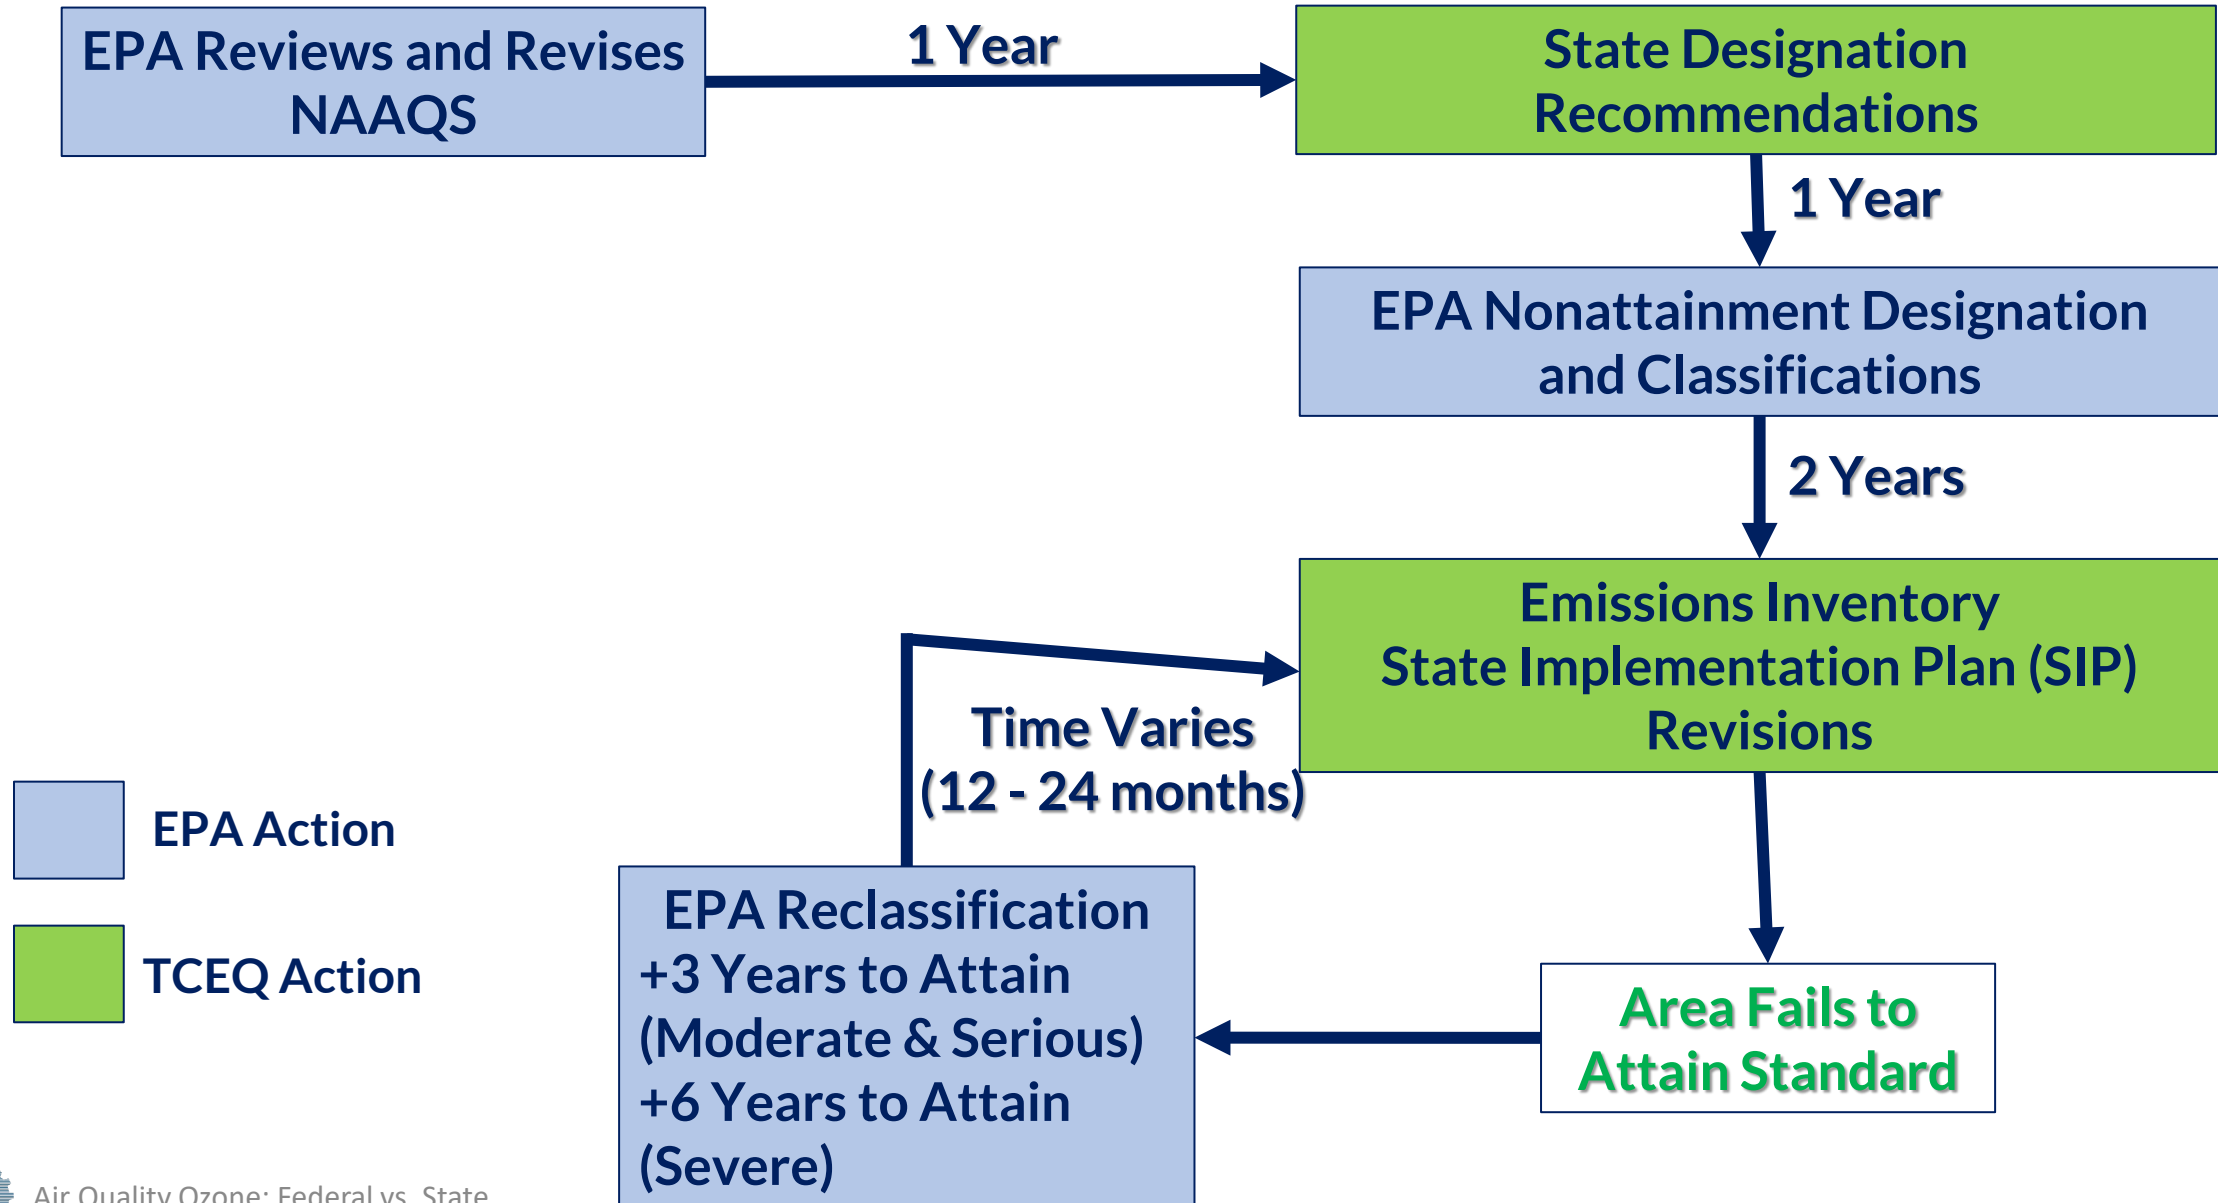 EPA Reviews and Revises
NAAQS
1 Year
State Designation
Recommendations
1 Year
EPA Nonattainment Designation
and Classifications
2 Years
Emissions Inventory
State Implementation Plan (SIP)
Revisions
Time Varies
(12 - 24 months)
EPA Action
TCEQ Action
EPA Reclassification
+3 Years to Attain
(Moderate & Serious)
+6 Years to Attain
(Severe)
Area Fails to
Attain Standard
Air Quality Ozone: Federal vs. State